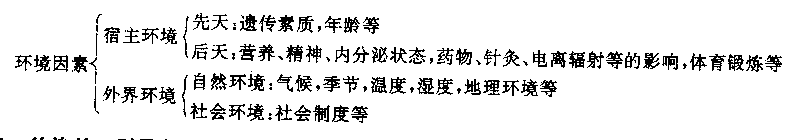 环境因素
宿主环境
先天:遗传素质,年龄等
后天:营养、精神、内分泌状态,药物、针灸、电离辐射等的影响,体育锻炼等
外界环境
自然环境:气候,季节,温度,湿度,地理环境等
社会环境:社会制度等